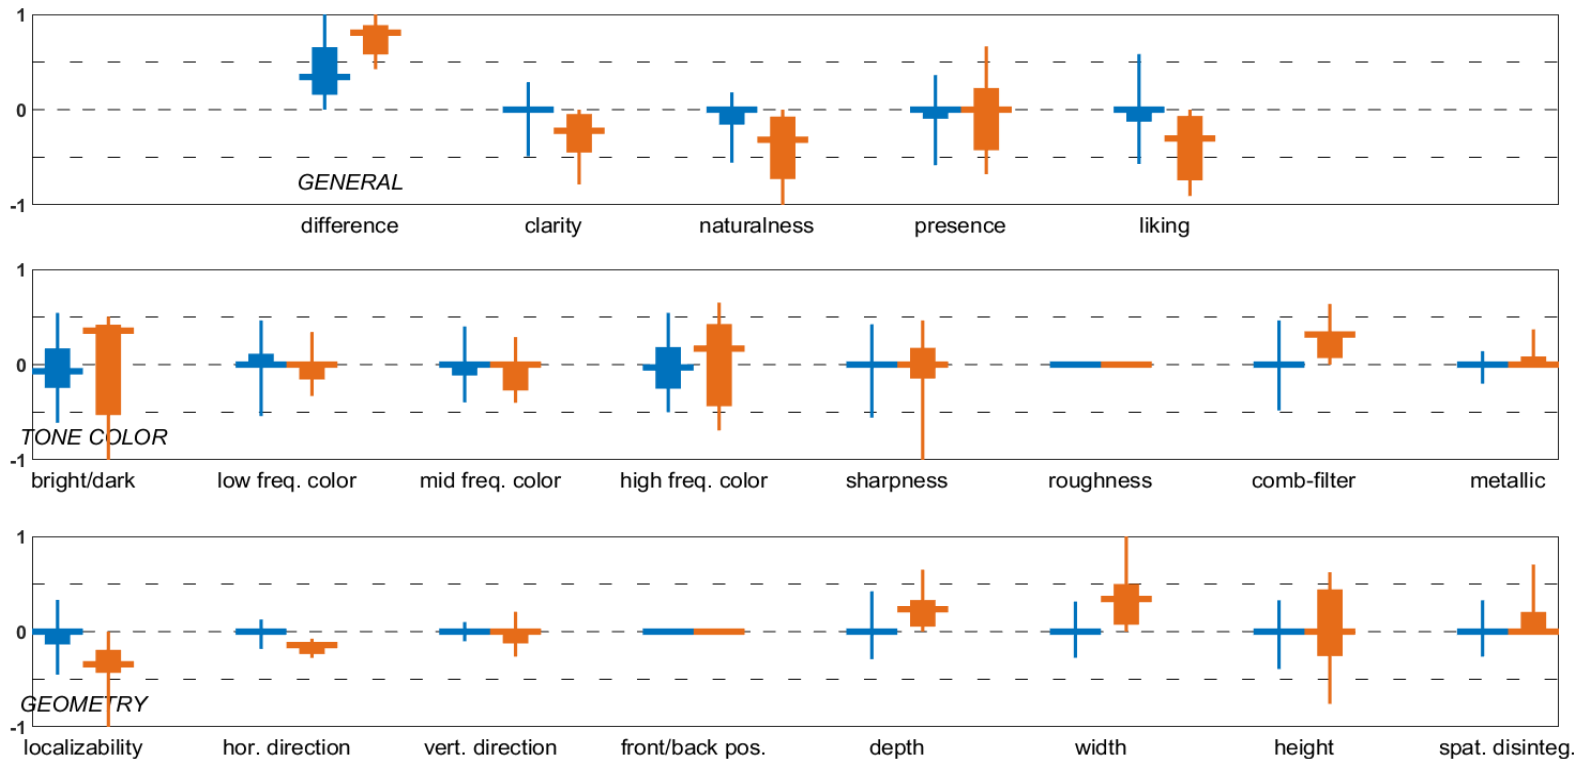 1
0
-1
GENERAL
difference clarity naturalness presence liking
1
0
-1
TONE COLOR
bright/dark low freq. color mid freq. color high freq. color sharpness roughness comb-filter metallic
1
0
-1
GEOMETRY
localizability hor. direction vert. direction front/back pos. depth width height spat. disinteg.